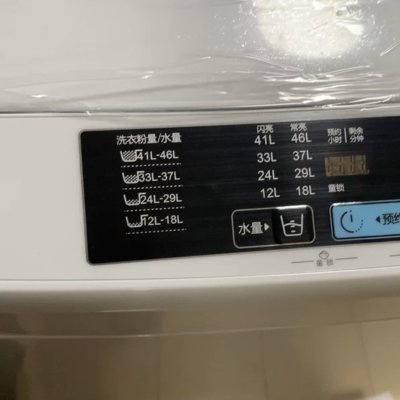 洗衣粉量/水量
41L-46L
33L-37L
24L-29L
12L-18L
闪亮 常亮
41L 46L
33L 37L
24L 29L
12L 18L
预约 剩余
小时 分钟
童锁
水量
预约
童锁